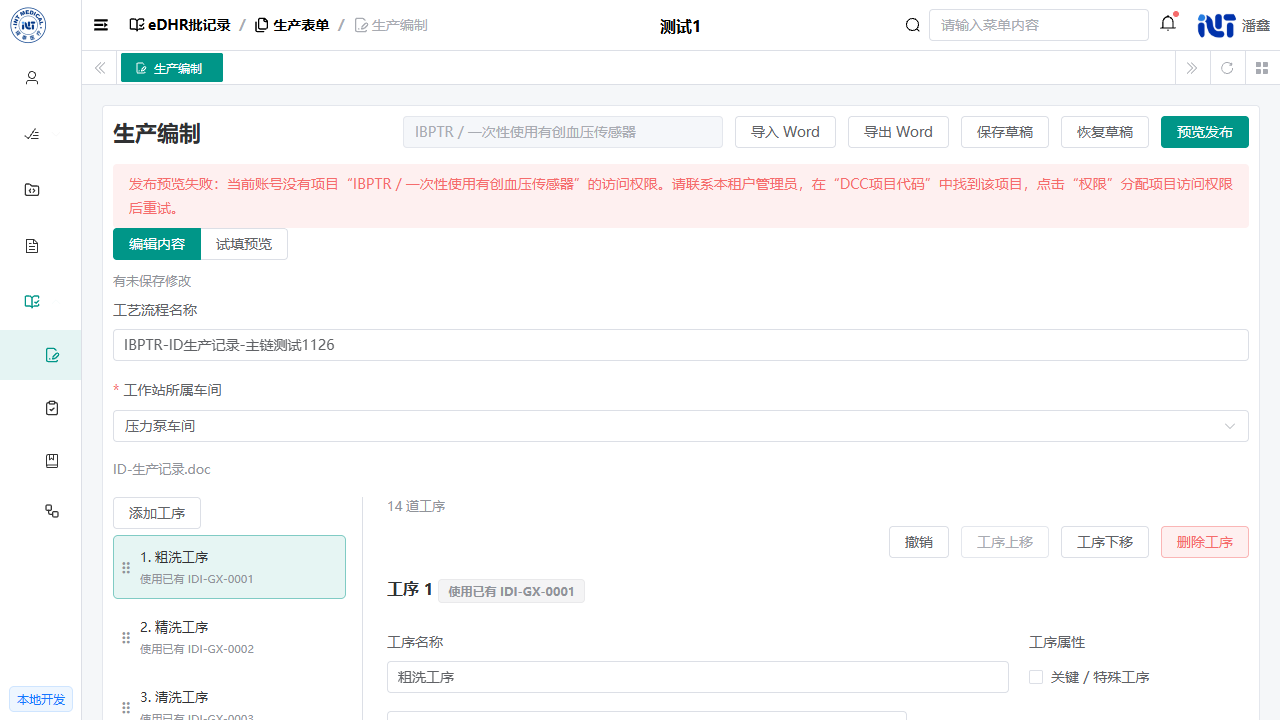 eDHR批记录 / 生产表单 / 生产编制
测试1
请输入菜单内容
潘鑫
生产编制
生产编制
IBPTR / 一次性使用有创血压传感器
导入 Word
导出 Word
保存草稿
恢复草稿
预览发布
发布预览失败：当前账号没有项目“IBPTR / 一次性使用有创血压传感器”的访问权限。请联系本租户管理员，在“DCC项目代码”中找到该项目，点击“权限”分配项目访问权限
后重试。
编辑内容
试填预览
有未保存修改
工艺流程名称
IBPTR-ID生产记录-主链测试1126
* 工作站所属车间
压力泵车间
ID-生产记录.doc
添加工序
14 道工序
撤销
工序上移
工序下移
删除工序
1. 粗洗工序
使用已有 IDI-GX-0001
工序 1 使用已有 IDI-GX-0001
2. 精洗工序
使用已有 IDI-GX-0002
工序名称
工序属性
粗洗工序
关键 / 特殊工序
3. 清洗工序
使用已有 IDI-GX-0003
本地开发